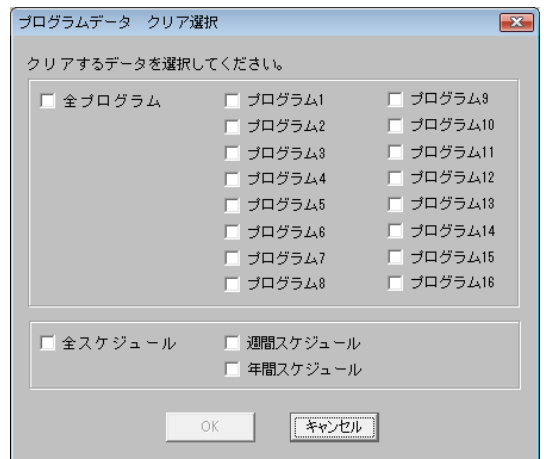 プログラムデータ　クリア選択
クリアするデータを選択してください。
全プログラム
プログラム1
プログラム2
プログラム3
プログラム4
プログラム5
プログラム6
プログラム7
プログラム8
プログラム9
プログラム10
プログラム11
プログラム12
プログラム13
プログラム14
プログラム15
プログラム16
全スケジュール
週間スケジュール
年間スケジュール
OK
キャンセル